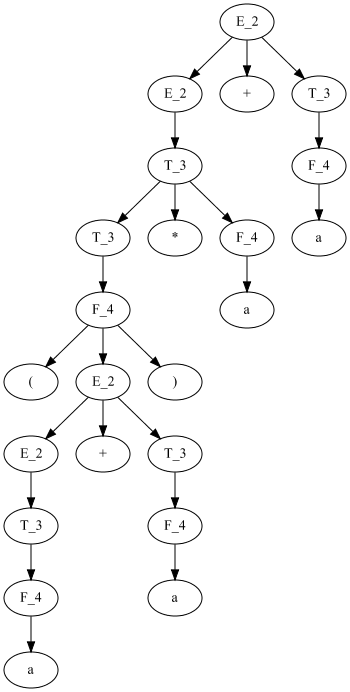 E_2
E_2 + T_3
T_3 F_4
T_3 * F_4 a
F_4 a
( E_2 )
E_2 + T_3
T_3 F_4
F_4 a
a